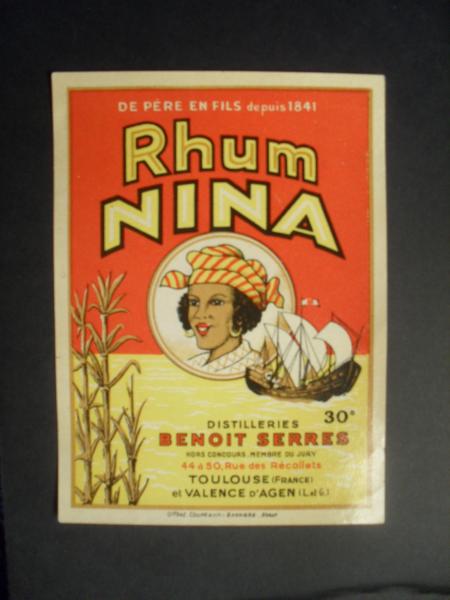 DE PÈRE EN FILS depuis 1841
Rhum
NINA
30°
DISTILLERIES
BENOIT SERRES
HORS CONCOURS. MEMBRE DU JURY
44 à 50, Rue des Récollets
TOULOUSE (FRANCE)
et VALENCE D'AGEN (L. et G.)